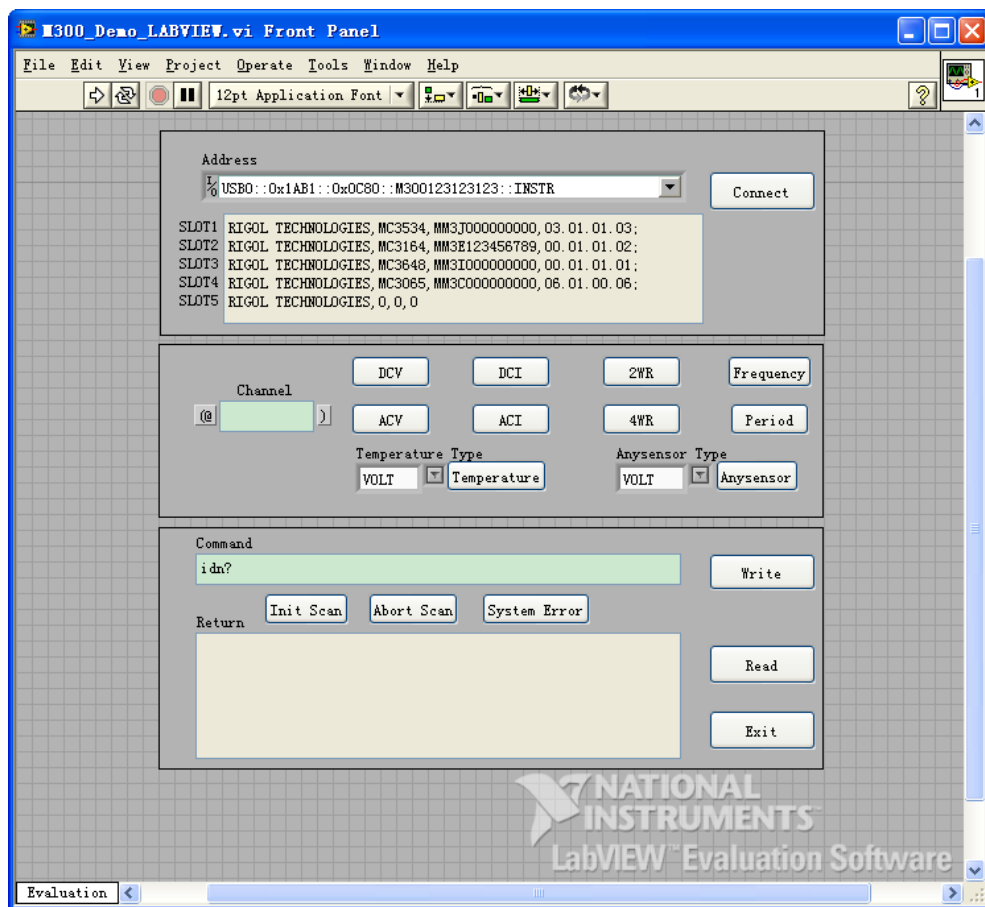 M300_Demo_LABVIEW.vi Front Panel
File Edit View Project Operate Tools Window Help
12pt Application Font
?
1
Address
I/O USB0::0x1AB1::0x0C80::M300123123123::INSTR
Connect
SLOT1 RIGOL TECHNOLOGIES,MC3534,MM3J000000000,03.01.01.03;
SLOT2 RIGOL TECHNOLOGIES,MC3164,MM3E123456789,00.01.01.02;
SLOT3 RIGOL TECHNOLOGIES,MC3648,MM3I000000000,00.01.01.01;
SLOT4 RIGOL TECHNOLOGIES,MC3065,MM3C000000000,06.01.00.06;
SLOT5 RIGOL TECHNOLOGIES,0,0,0
DCV DCI 2WR Frequency
Channel
(@ )
ACV ACI 4WR Period
Temperature Type Anysensor Type
VOLT Temperature VOLT Anysensor
Command
idn?
Write
Init Scan Abort Scan System Error
Return
Read
Exit
NATIONAL
INSTRUMENTS™
LabVIEW™ Evaluation Software
Evaluation